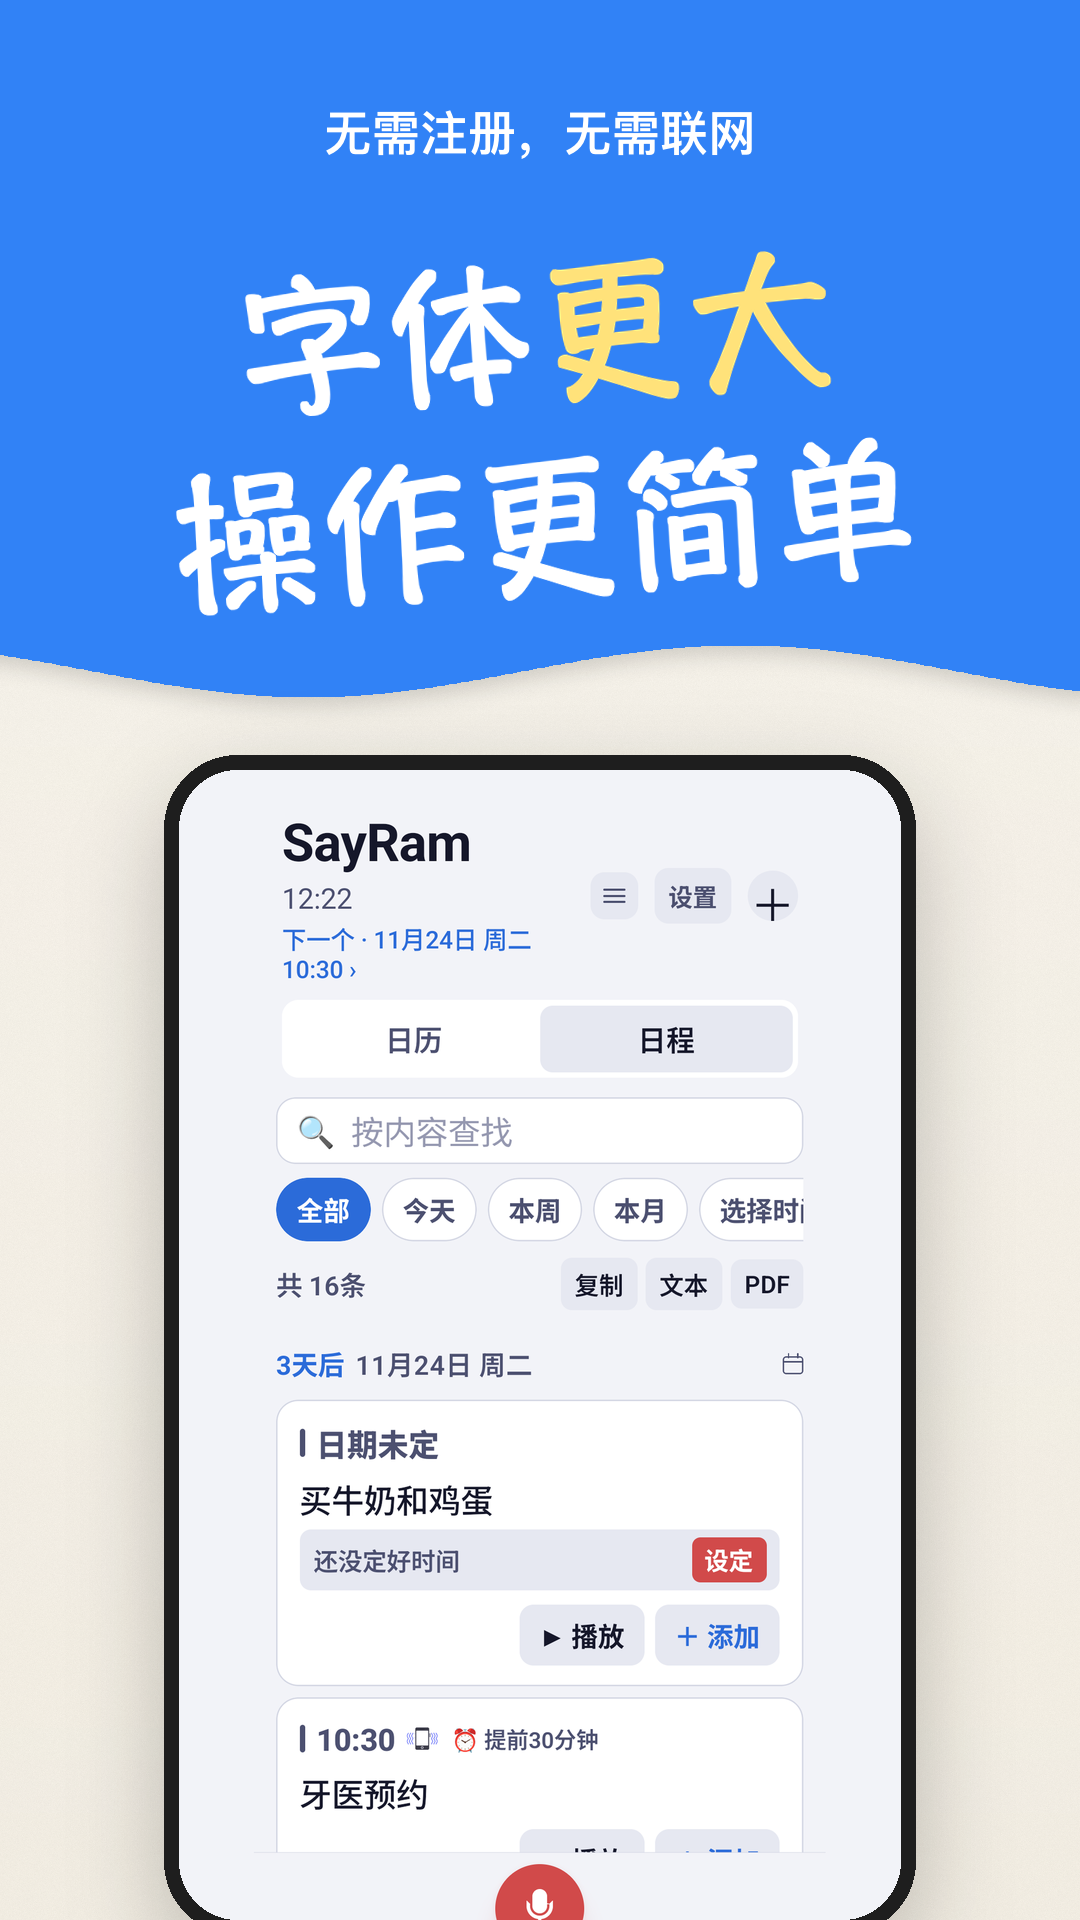 无需注册，无需联网
字体更大
操作更简单
SayRam
12:22
设置
下一个 · 11月24日 周二
10:30 ›
日历
日程
按内容查找
全部
今天
本周
本月
选择时
共 16条
复制
文本
PDF
3天后 11月24日 周二
日期未定
买牛奶和鸡蛋
还没定好时间
设定
▶ 播放
＋ 添加
10:30 提前30分钟
牙医预约